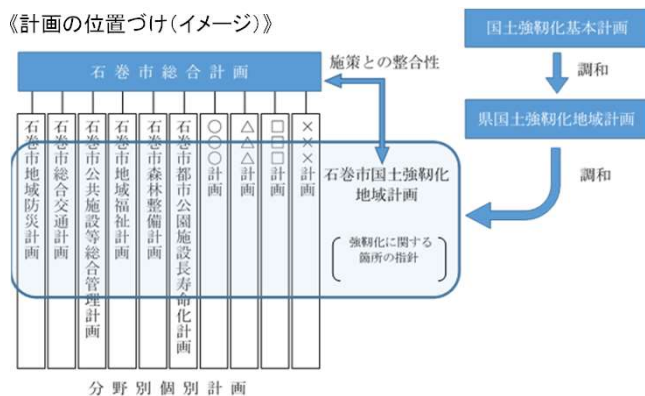 《計画の位置づけ(イメージ)》
石巻市総合計画
施策との整合性
国土強靱化基本計画
調和
県国土強靱化地域計画
調和
石巻市地域防災計画
石巻市総合交通計画
石巻市公共施設等総合管理計画
石巻市地域福祉計画
石巻市森林整備計画
石巻市都市公園施設長寿命化計画
○○○計画
△△△計画
□□□計画
×××計画
石巻市国土強靱化
地域計画
強靱化に関する
箇所の指針
分野別個別計画